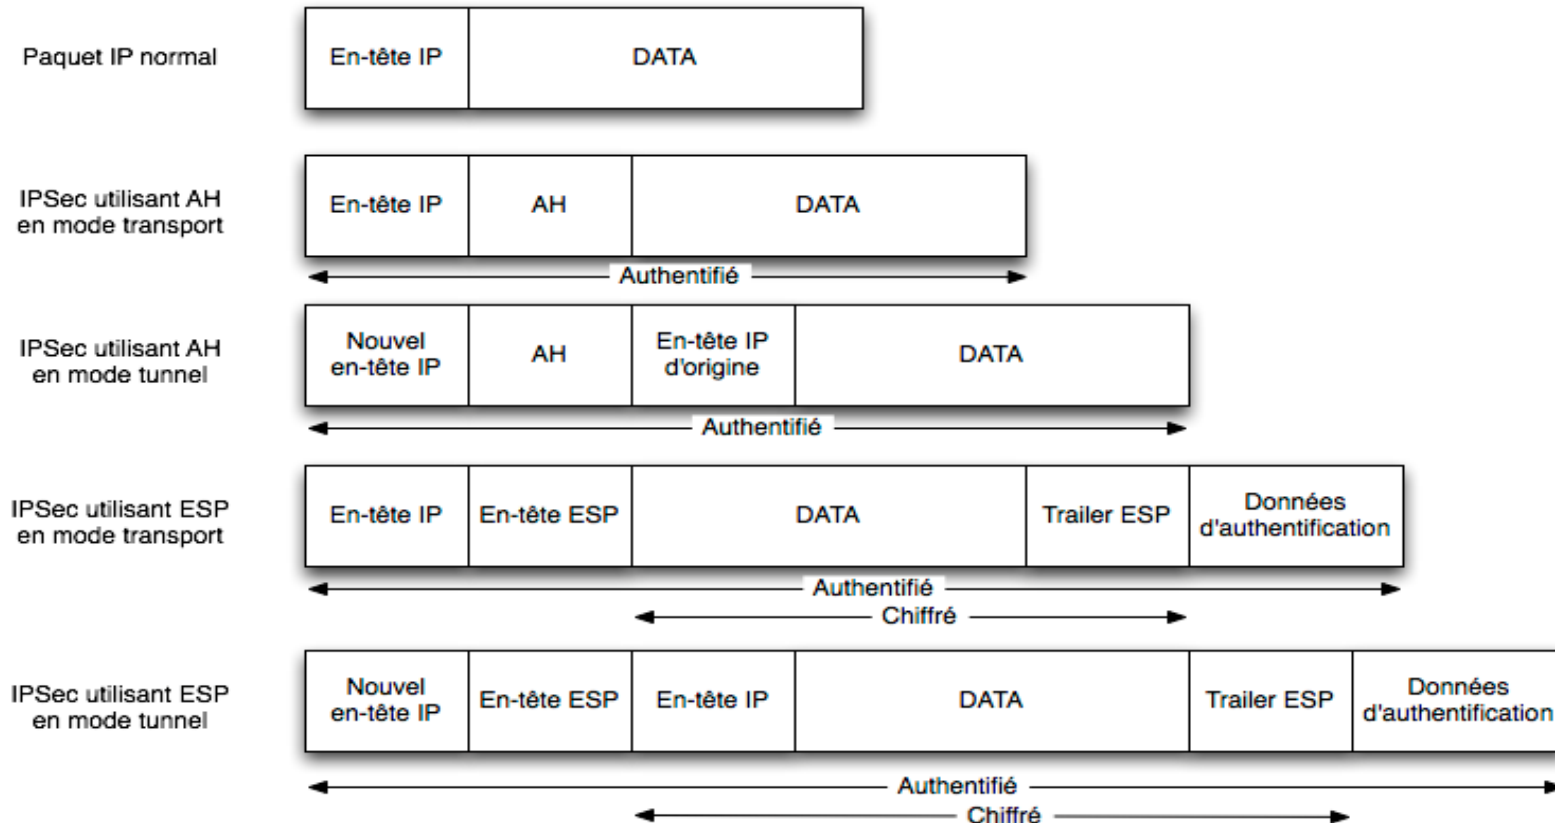 Paquet IP normal
En-tête IP
DATA
IPSec utilisant AH
en mode transport
En-tête IP
AH
DATA
Authentifié
IPSec utilisant AH
en mode tunnel
Nouvel
en-tête IP
AH
En-tête IP
d'origine
DATA
Authentifié
IPSec utilisant ESP
en mode transport
En-tête IP
En-tête ESP
DATA
Trailer ESP
Données
d'authentification
Authentifié
Chiffré
IPSec utilisant ESP
en mode tunnel
Nouvel
en-tête IP
En-tête ESP
En-tête IP
DATA
Trailer ESP
Données
d'authentification
Authentifié
Chiffré